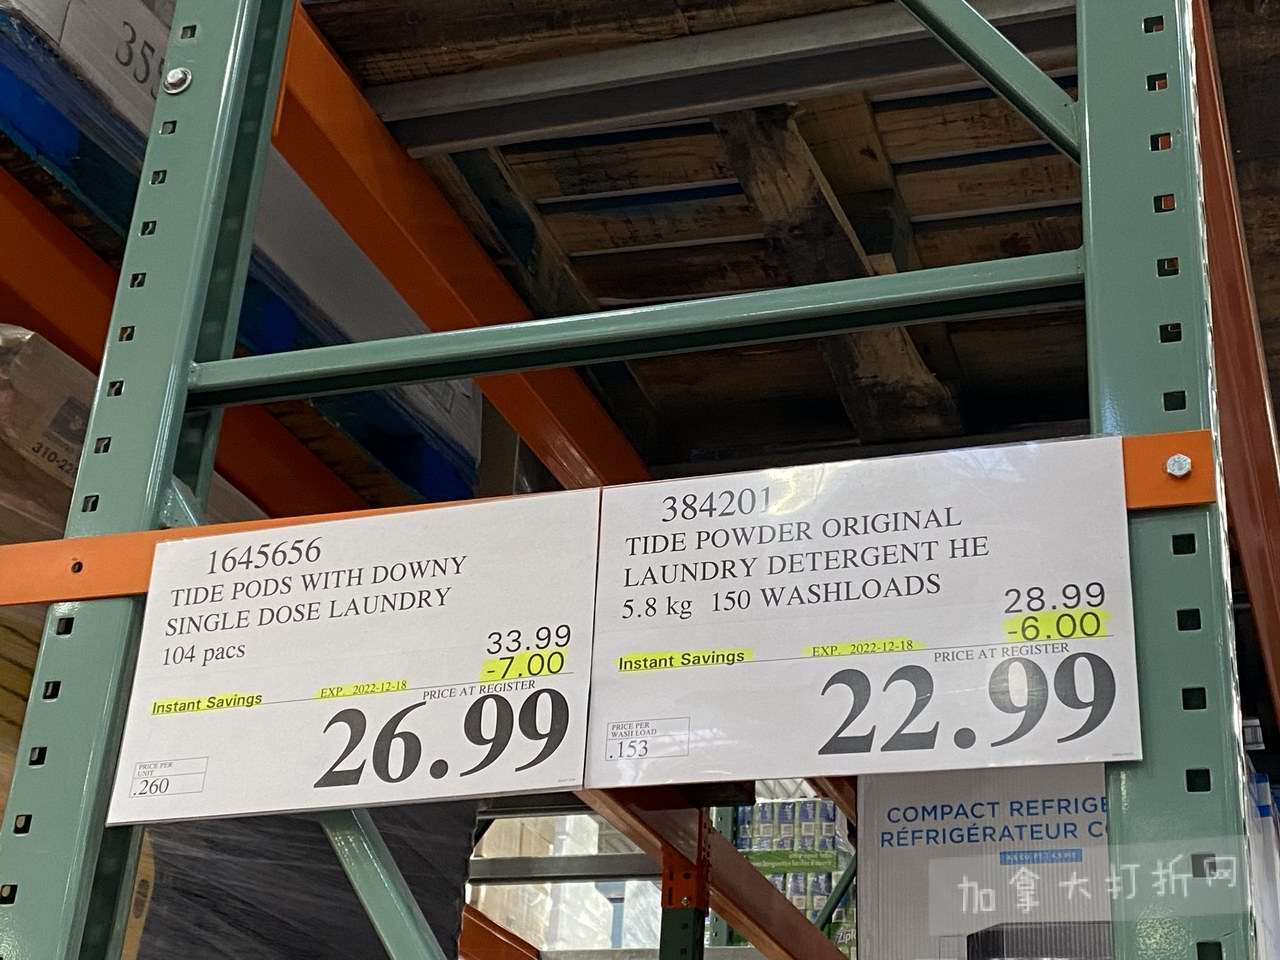 355
310-22
1645656
TIDE PODS WITH DOWNY
SINGLE DOSE LAUNDRY
104 pacs
33.99
-7.00
Instant Savings
EXP. 2022-12-18
PRICE AT REGISTER
26.99
PRICE PER
UNIT
.260
384201
TIDE POWDER ORIGINAL
LAUNDRY DETERGENT HE
5.8 kg 150 WASHLOADS
28.99
-6.00
Instant Savings
EXP. 2022-12-18
PRICE AT REGISTER
22.99
PRICE PER
WASH LOAD
.153
COMPACT REFRIGE
RÉFRIGÉRATEUR C
加拿大打折网